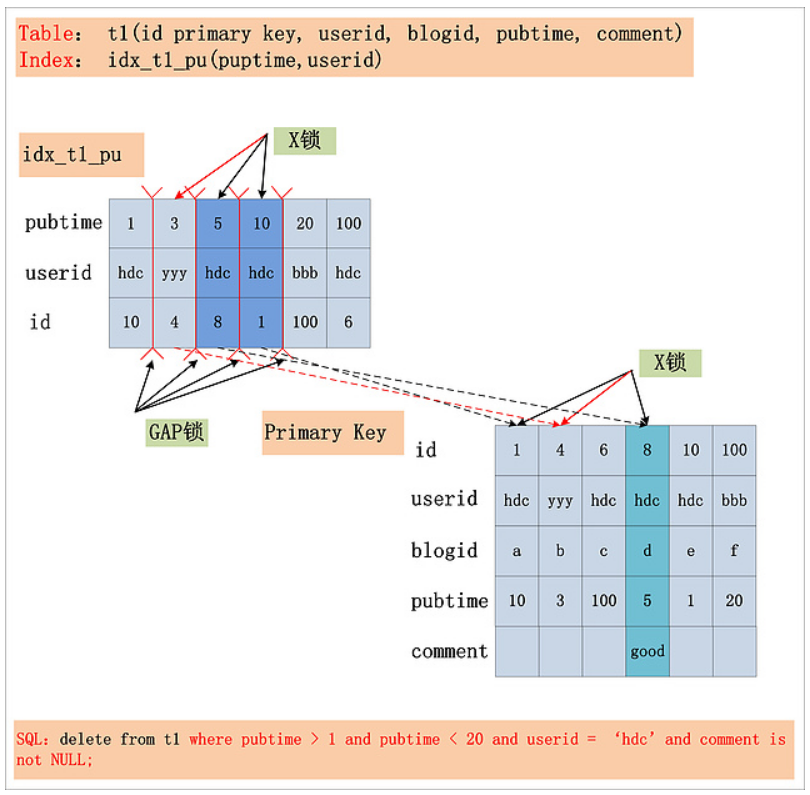 Table: t1(id primary key, userid, blogid, pubtime, comment)
Index: idx_t1_pu(puptime,userid)
X锁
idx_t1_pu
pubtime 1 3 5 10 20 100
userid hdc yyy hdc hdc bbb hdc
id 10 4 8 1 100 6
X锁
GAP锁
Primary Key
id 1 4 6 8 10 100
userid hdc yyy hdc hdc hdc bbb
blogid a b c d e f
pubtime 10 3 100 5 1 20
comment good
SQL: delete from t1 where pubtime > 1 and pubtime < 20 and userid = ‘hdc’ and comment is
not NULL;